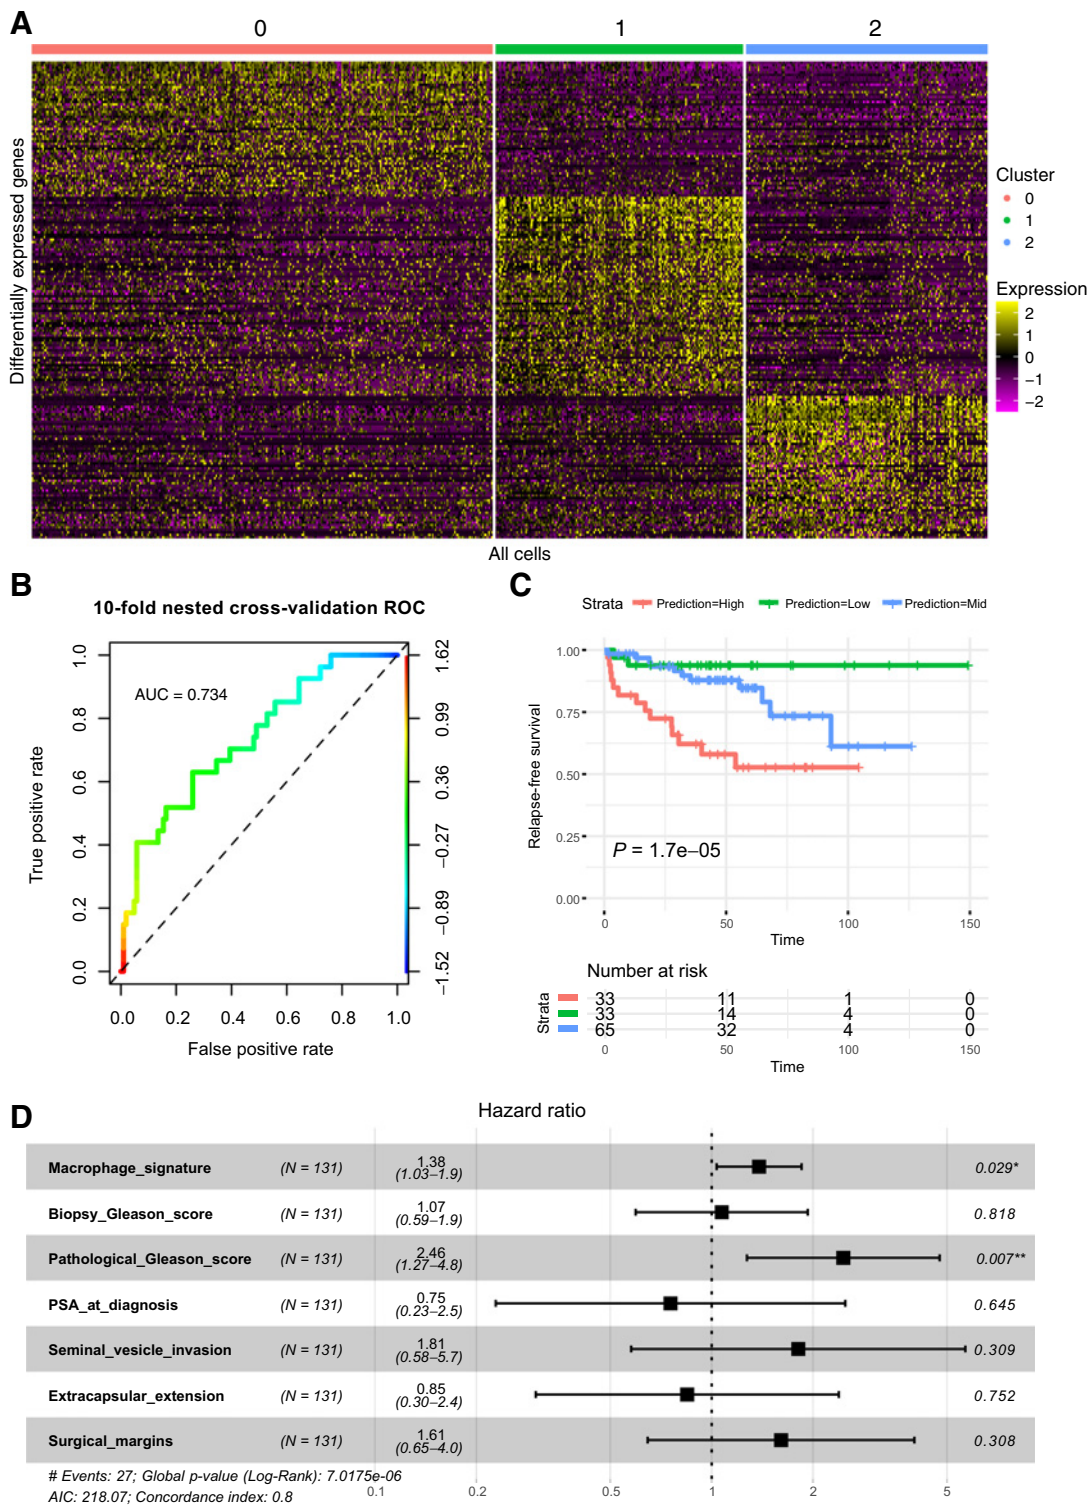 A
0 1 2
Differentially expressed genes
Cluster
0
1
2
Expression
2
1
0
−1
−2
All cells
B
10-fold nested cross-validation ROC
AUC = 0.734
True positive rate
0.0 0.2 0.4 0.6 0.8 1.0
−1.52 −0.89 −0.27 0.36 0.99 1.62
0.0 0.2 0.4 0.6 0.8 1.0
False positive rate
C
Strata Prediction=High Prediction=Low Prediction=Mid
Relapse-free survival
1.00
0.75
0.50
0.25
0.00
P = 1.7e−05
0 50 100 150
Time
Number at risk
Strata
33 11 1 0
33 14 4 0
65 32 4 0
0 50 100 150
Time
D
Hazard ratio
Macrophage_signature (N = 131) 1.38 (1.03–1.9) 0.029*
Biopsy_Gleason_score (N = 131) 1.07 (0.59–1.9) 0.818
Pathological_Gleason_score (N = 131) 2.46 (1.27–4.8) 0.007**
PSA_at_diagnosis (N = 131) 0.75 (0.23–2.5) 0.645
Seminal_vesicle_invasion (N = 131) 1.81 (0.58–5.7) 0.309
Extracapsular_extension (N = 131) 0.85 (0.30–2.4) 0.752
Surgical_margins (N = 131) 1.61 (0.65–4.0) 0.308
# Events: 27; Global p-value (Log-Rank): 7.0175e-06
AIC: 218.07; Concordance index: 0.8
0.1 0.2 0.5 1 2 5